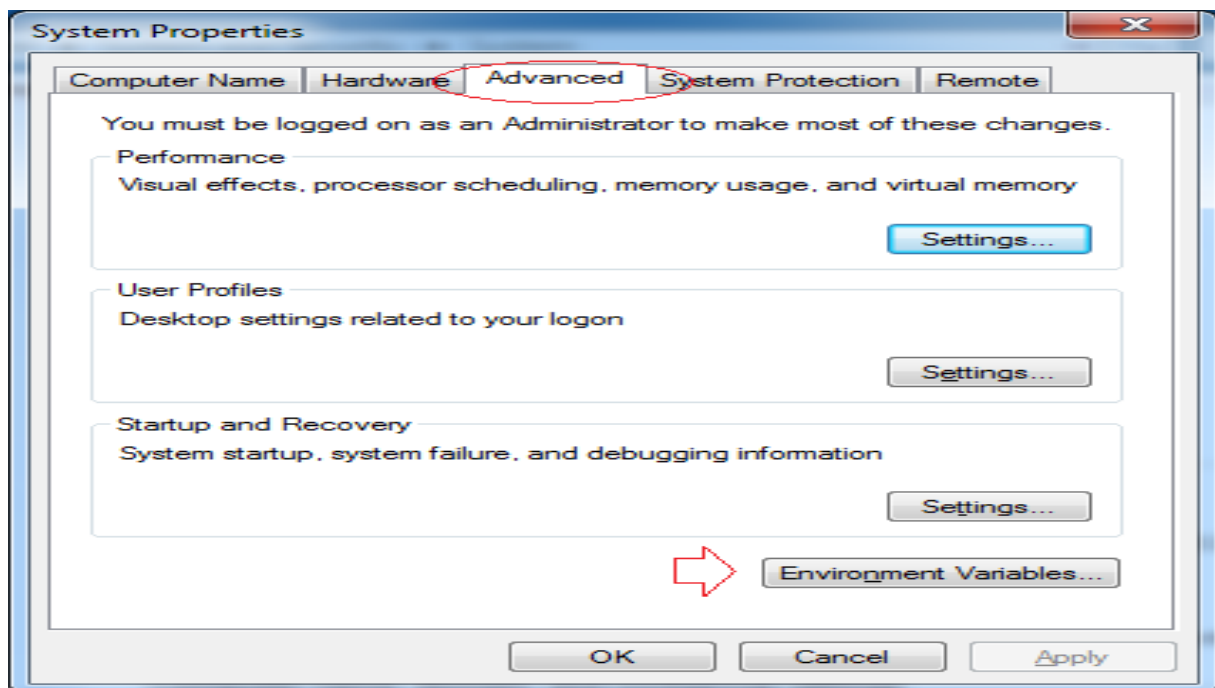 System Properties
Computer Name Hardware Advanced System Protection Remote
You must be logged on as an Administrator to make most of these changes.
Performance
Visual effects, processor scheduling, memory usage, and virtual memory
Settings...
User Profiles
Desktop settings related to your logon
Settings...
Startup and Recovery
System startup, system failure, and debugging information
Settings...
Environment Variables...
OK Cancel Apply